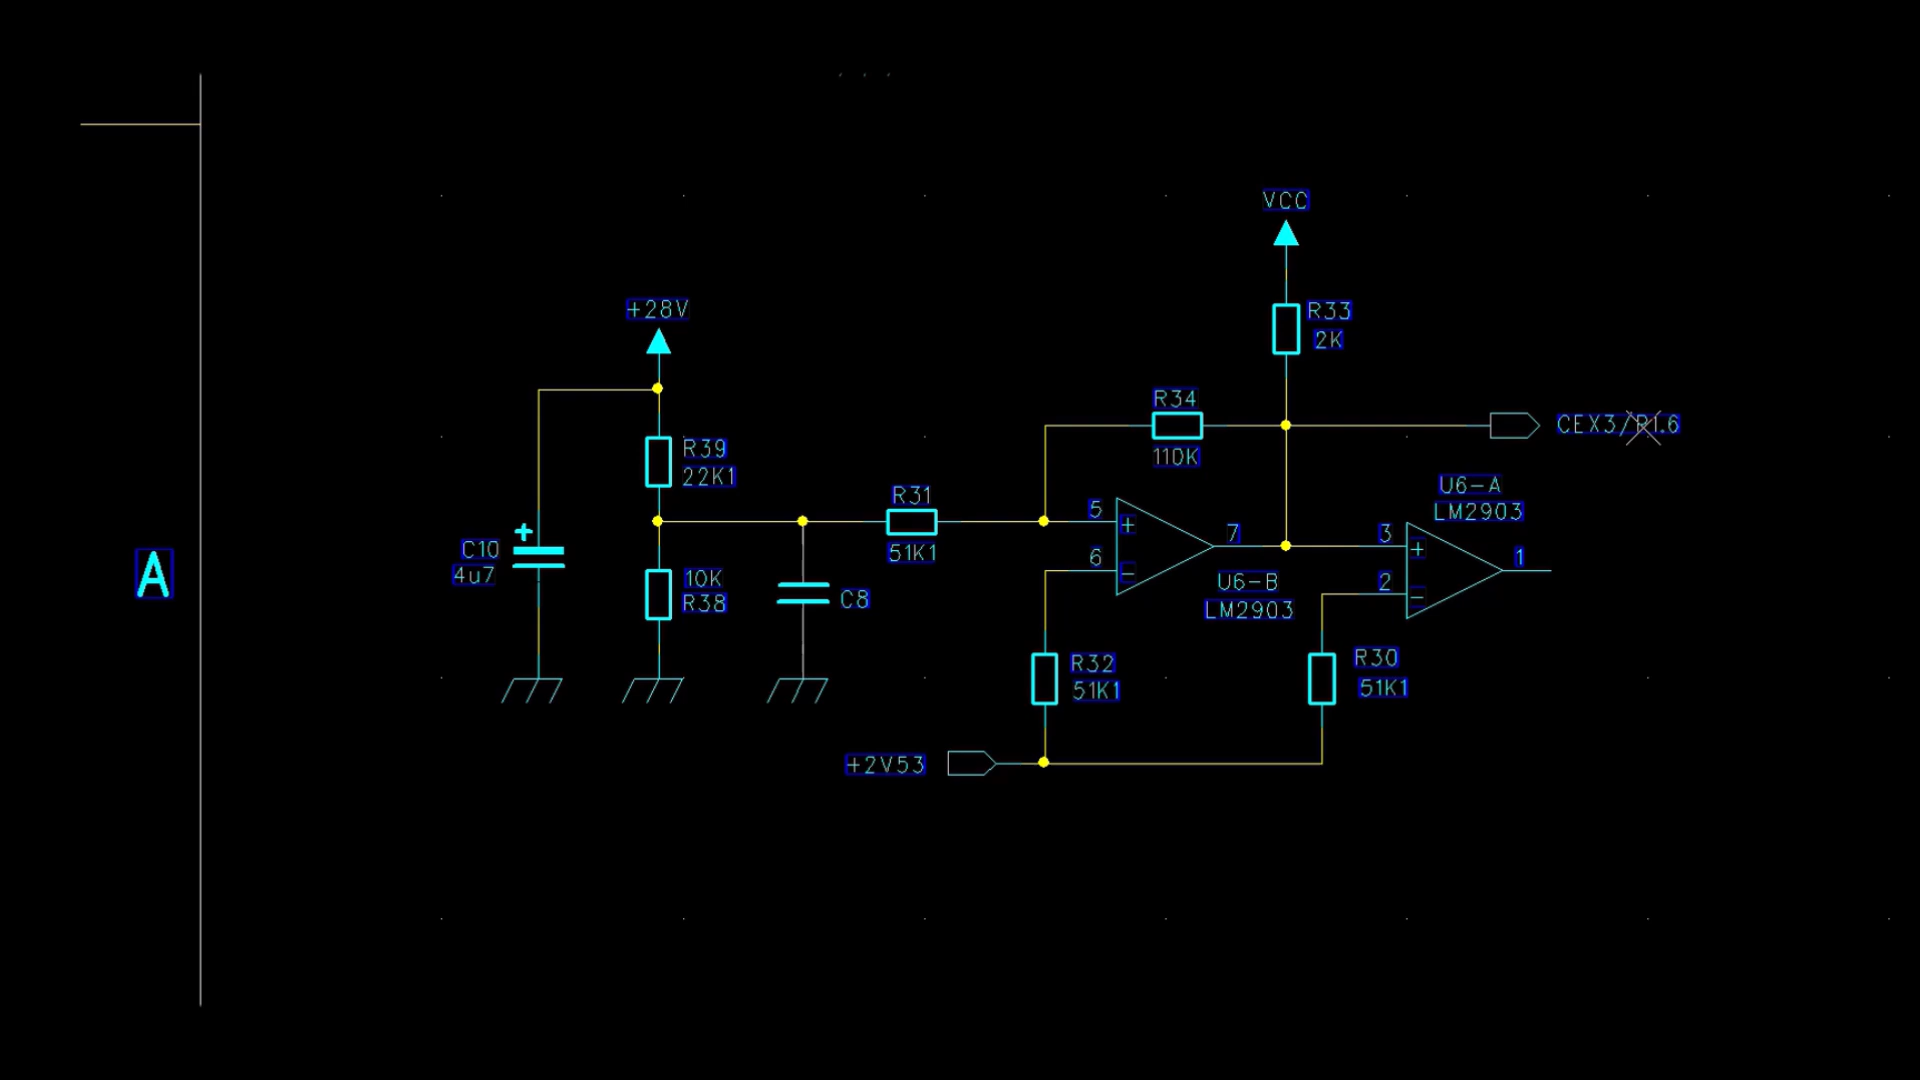 VCC
+28V
R33
2K
R34
110K
CEX3/P1.6
R39
22K1
R31
51K1
U6-A
LM2903
5
+
6
-
7
3
+
2
-
1
+
C10
4u7
A
10K
R38
C8
U6-B
LM2903
R32
51K1
R30
51K1
+2V53